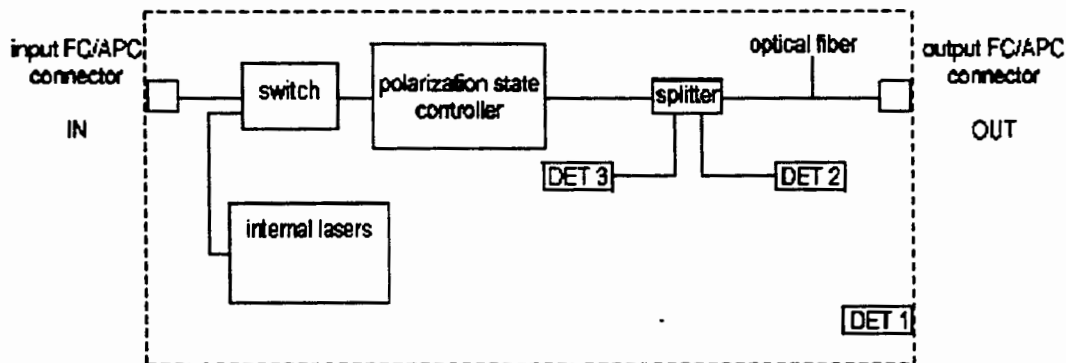 input FC/APC
connector
IN
switch
polarization state
controller
splitter
optical fiber
output FC/APC
connector
OUT
DET 3
DET 2
internal lasers
DET 1